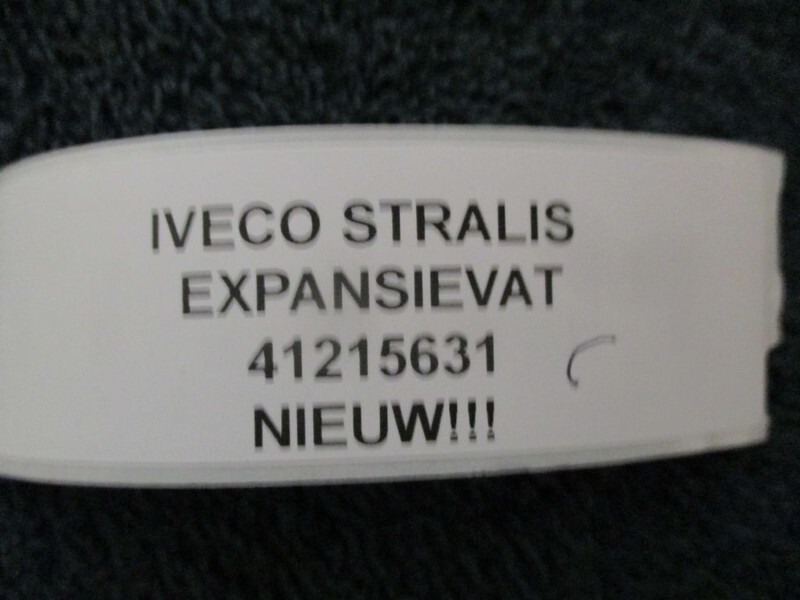 IVECO STRALIS
EXPANSIEVAT
41215631
NIEUW!!!